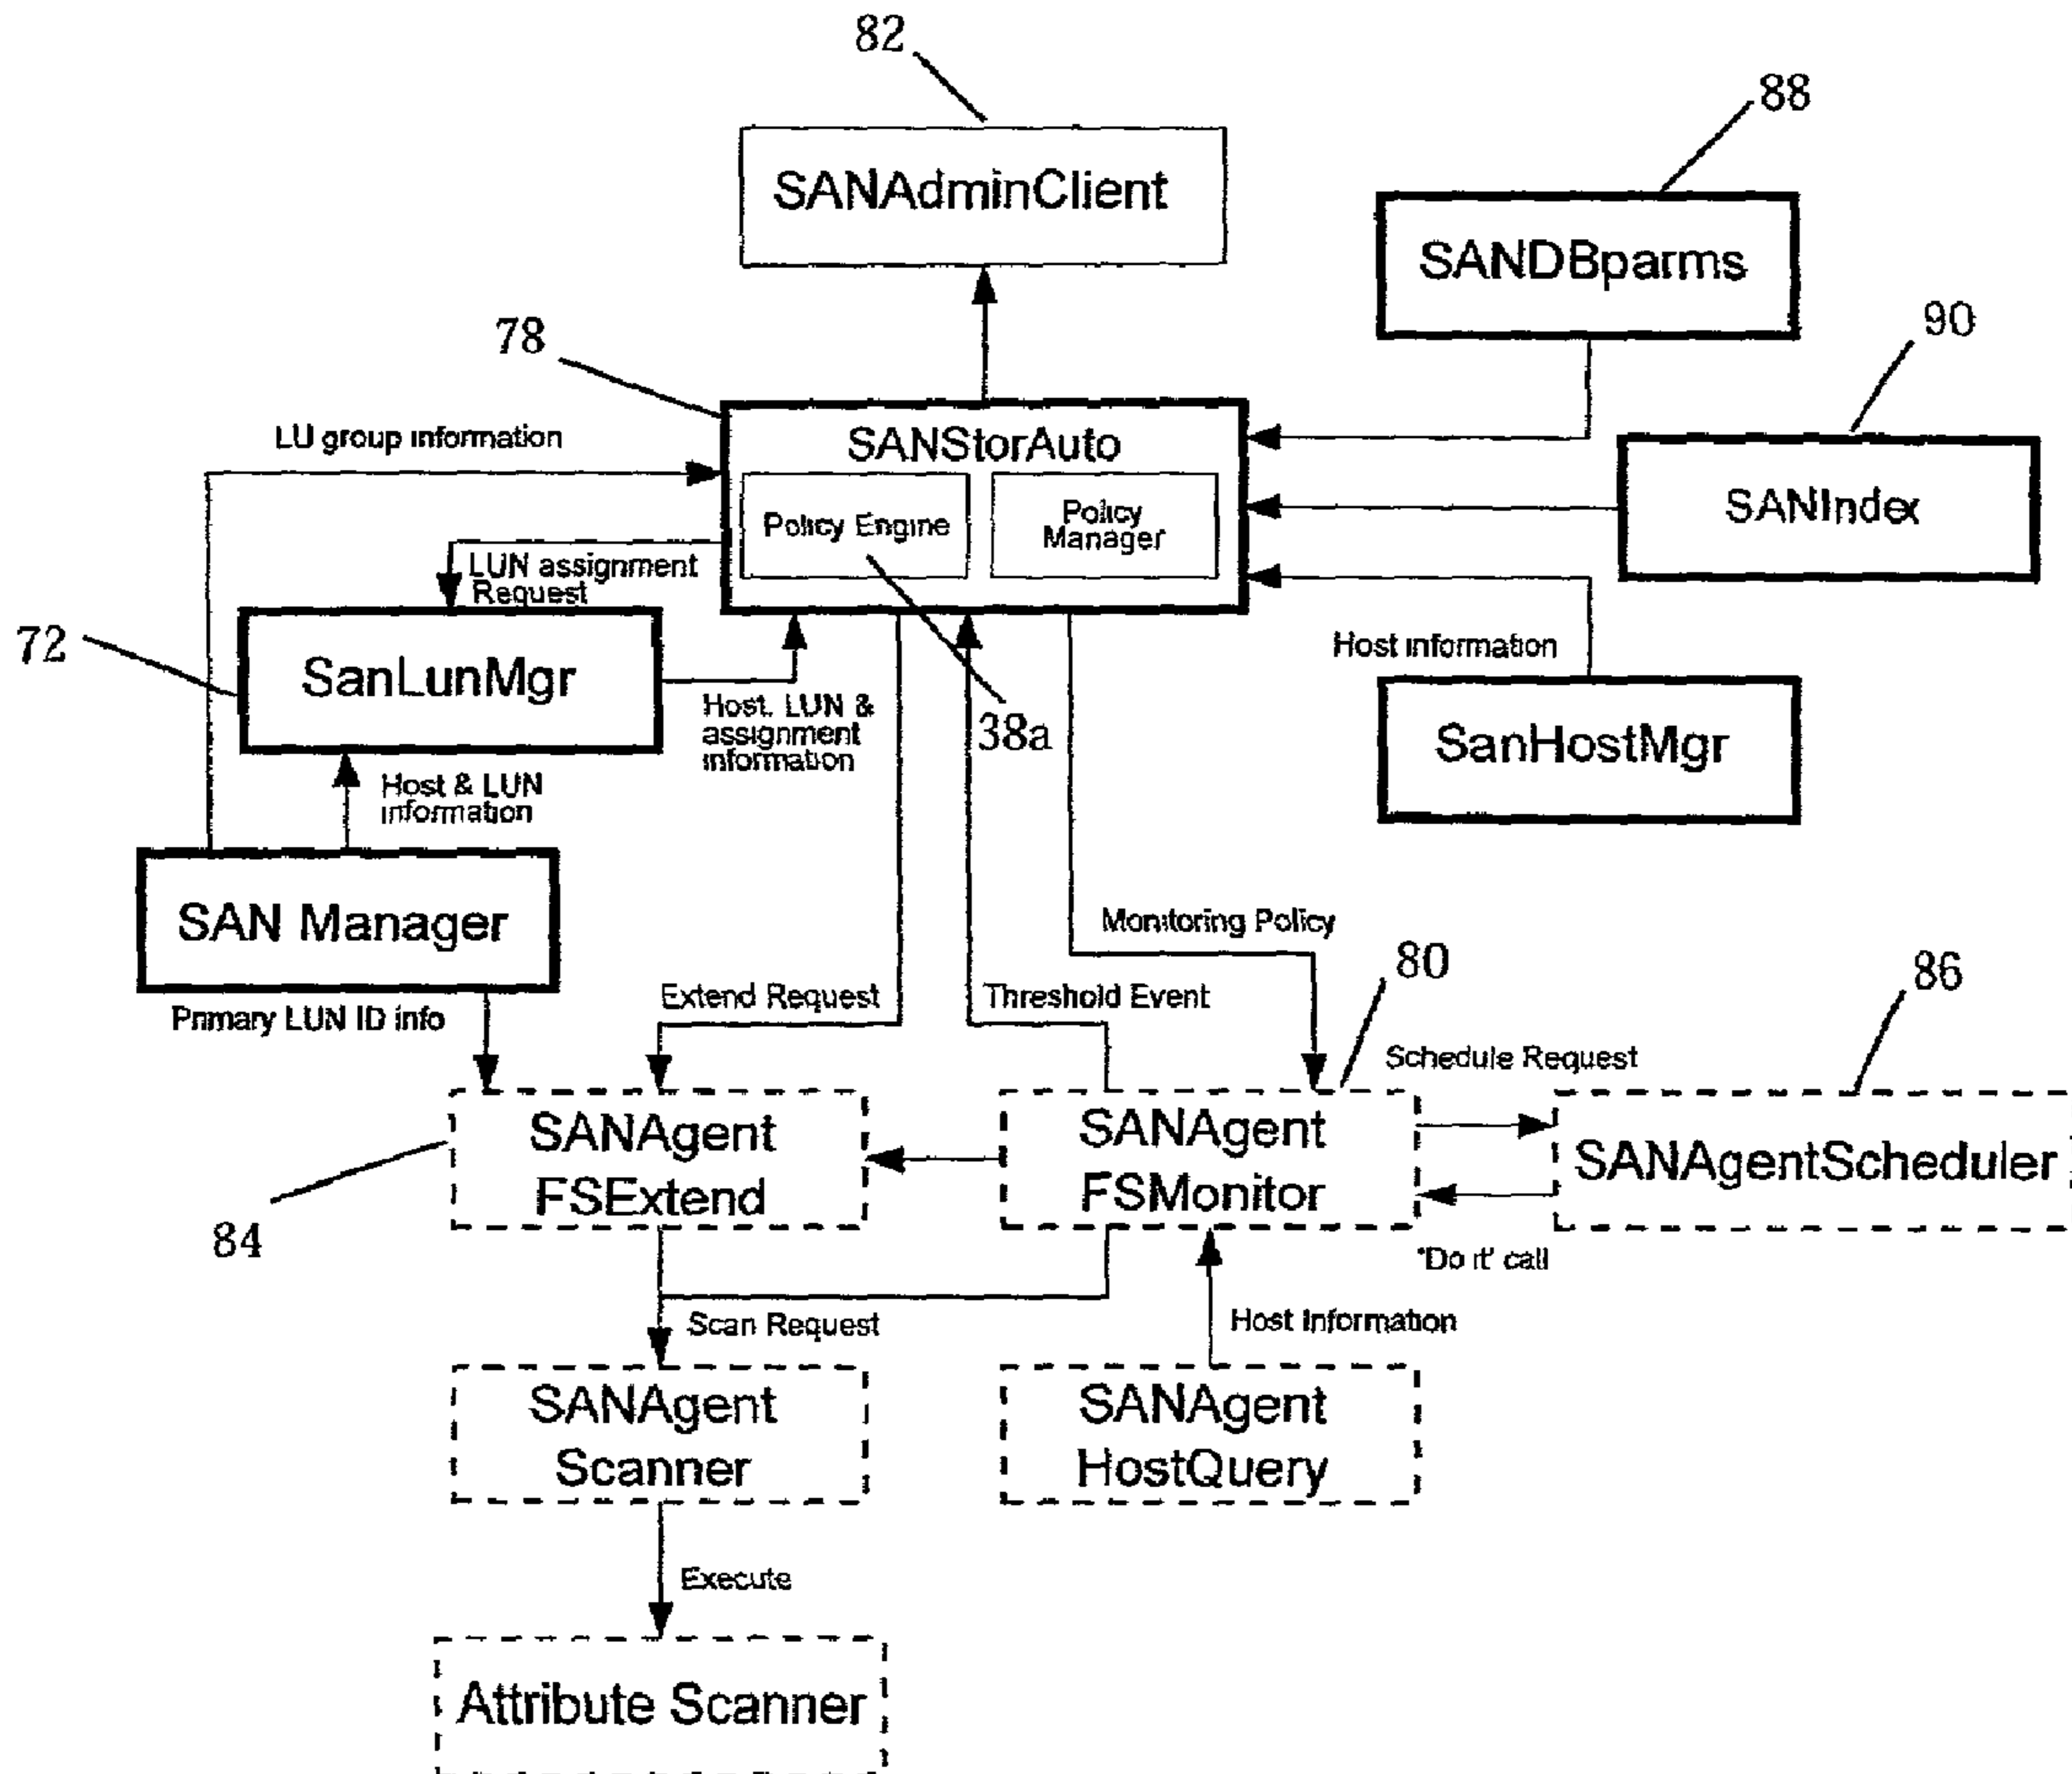 82
88
SANAdminClient
SANDBparms
90
78
LU group information
SANStorAuto
SANIndex
Policy Engine
Policy
Manager
LUN assignment
Request
72
SanLunMgr
Host information
Host. LUN &
assignment
information
38a
SanHostMgr
Host & LUN
information
SAN Manager
Monitoring Policy
80
86
Extend Request
Threshold Event
Primary LUN ID info
Schedule Request
SANAgent
FSExtend
SANAgent
FSMonitor
SANAgentScheduler
84
'Do it' call
Scan Request
Host Information
SANAgent
Scanner
SANAgent
HostQuery
Execute
Attribute Scanner